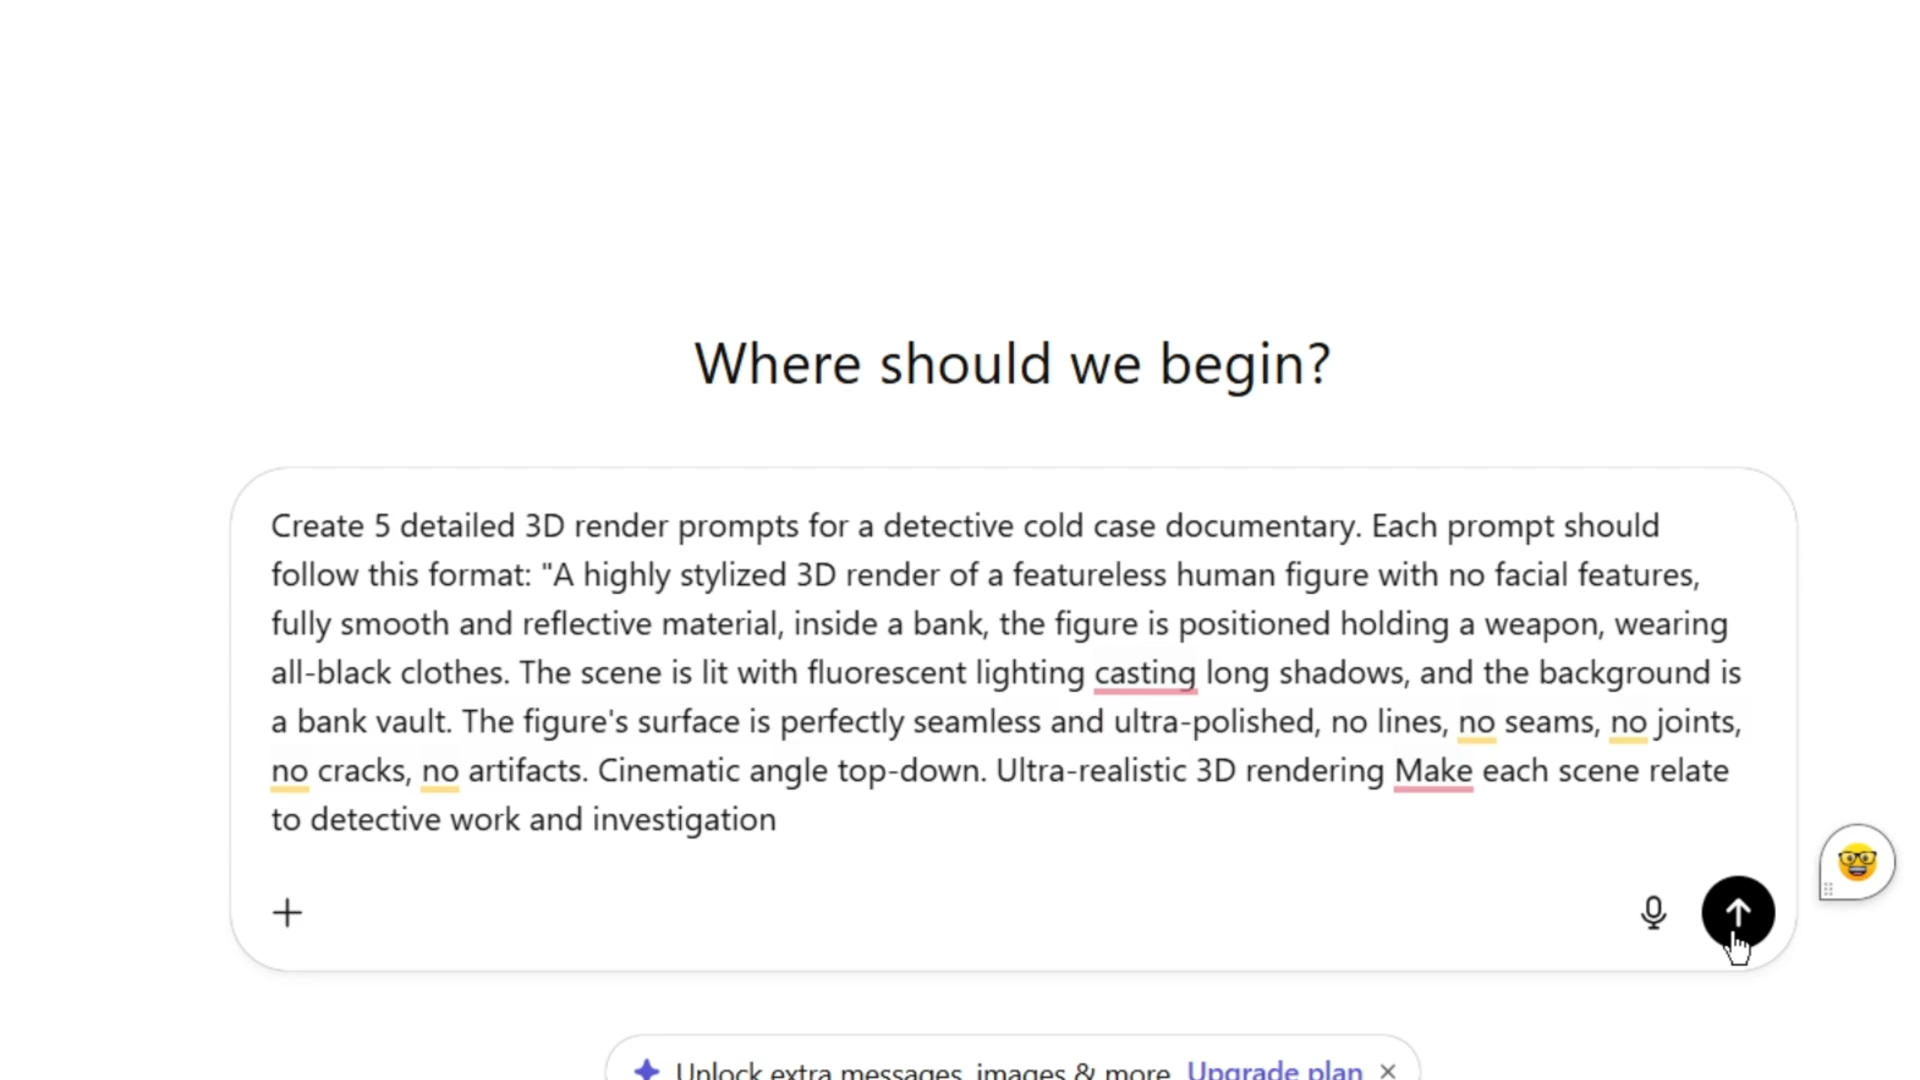 Where should we begin?
Create 5 detailed 3D render prompts for a detective cold case documentary. Each prompt should
follow this format: "A highly stylized 3D render of a featureless human figure with no facial features,
fully smooth and reflective material, inside a bank, the figure is positioned holding a weapon, wearing
all-black clothes. The scene is lit with fluorescent lighting casting long shadows, and the background is
a bank vault. The figure's surface is perfectly seamless and ultra-polished, no lines, no seams, no joints,
no cracks, no artifacts. Cinematic angle top-down. Ultra-realistic 3D rendering Make each scene relate
to detective work and investigation
Unlock extra messages, images & more Upgrade plan